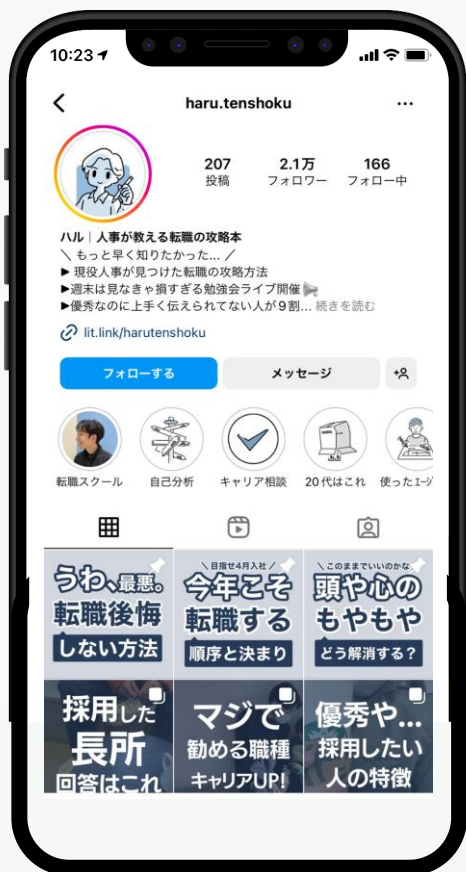 10:23
haru.tenshoku
207 2.1万 166
投稿 フォロワー フォロー中
ハル｜人事が教える転職の攻略本
＼ もっと早く知りたかった... ／
▶ 現役人事が見つけた転職の攻略方法
▶週末は見なきゃ損すぎる勉強会ライブ開催
▶優秀なのに上手く伝えられてない人が９割... 続きを読む
lit.link/harutenshoku
フォローする メッセージ
転職スクール 自己分析 キャリア相談 20代はこれ 使ったエージ
うわ、最悪。
転職後悔
しない方法
＼目指せ4月入社／
今年こそ
転職する
順序と決まり
＼このままでいいのかな
頭や心の
もやもや
どう解消する？
採用した
長所
回答はこれ
マジで
勧める職種
キャリアUP!
優秀や...
採用したい
人の特徴